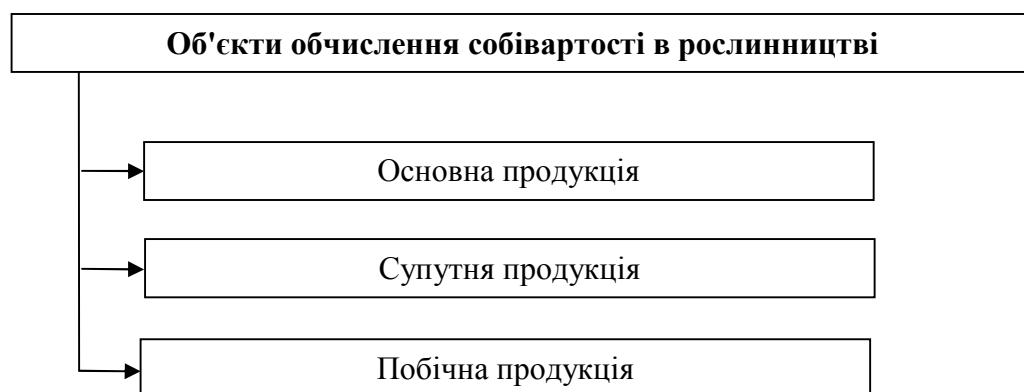 Об'єкти обчислення собівартості в рослинництві
Основна продукція
Супутня продукція
Побічна продукція